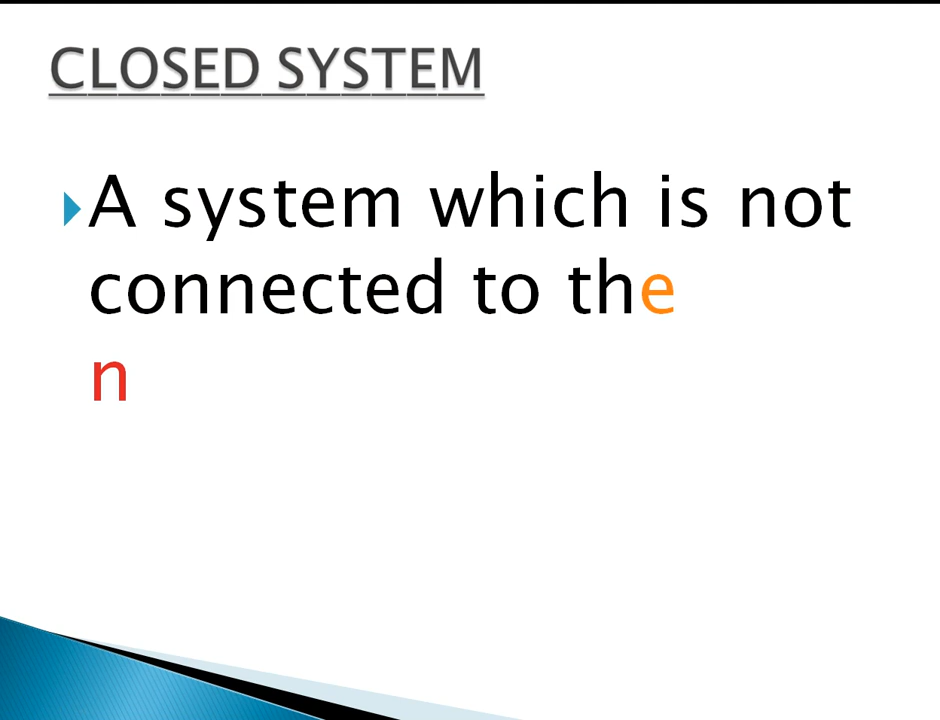 CLOSED SYSTEM
A system which is not
connected to the
n